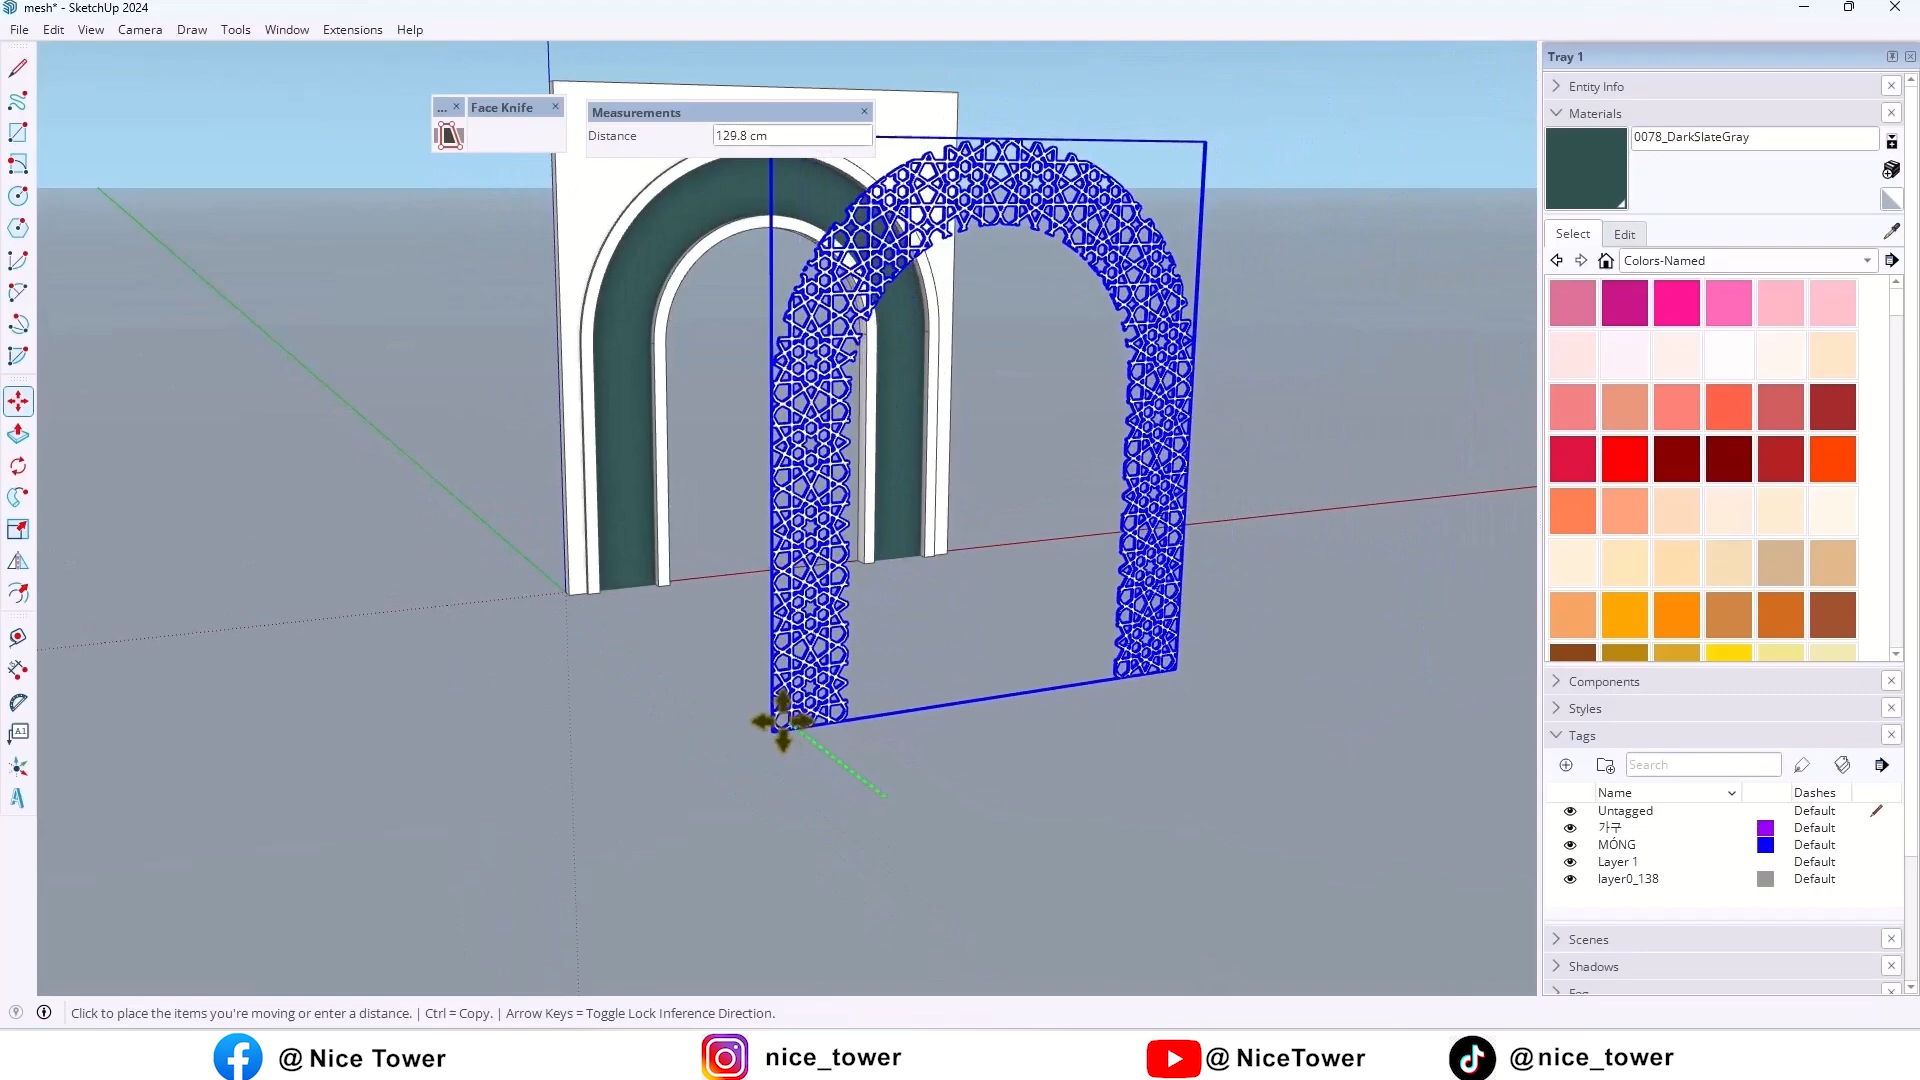 mesh* - SketchUp 2024
File Edit View Camera Draw Tools Window Extensions Help
... Face Knife
Measurements
Distance 129.8 cm
Tray 1
Entity Info
Materials
0078_DarkSlateGray
Select Edit
Colors-Named
Components
Styles
Tags
Search
Name Dashes
Untagged Default
가구 Default
MÓNG Default
Layer 1 Default
layer0_138 Default
Scenes
Shadows
Fog
A1
Click to place the items you're moving or enter a distance. | Ctrl = Copy. | Arrow Keys = Toggle Lock Inference Direction.
@ Nice Tower nice_tower @ NiceTower @nice_tower